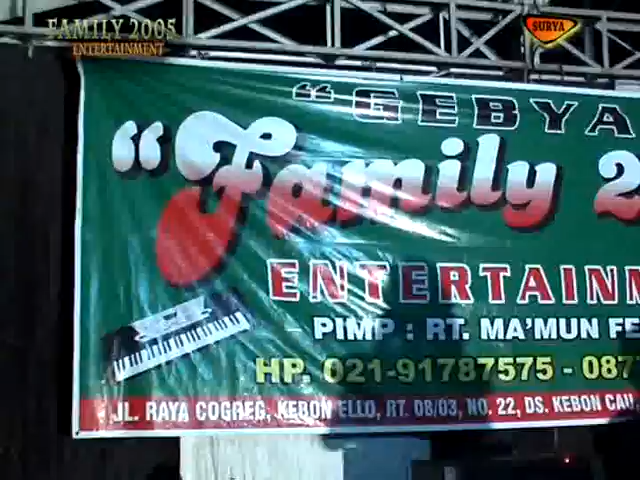 FAMILY 2005
ENTERTAINMENT
SURYA
“GEBYA
“Family 2
ENTERTAINM
PIMP : RT. MA'MUN FE
HP. 021-91787575 - 087
JL. RAYA COGREG, KEBON ELLO, RT. 08/03, NO. 22, DS. KEBON CAU